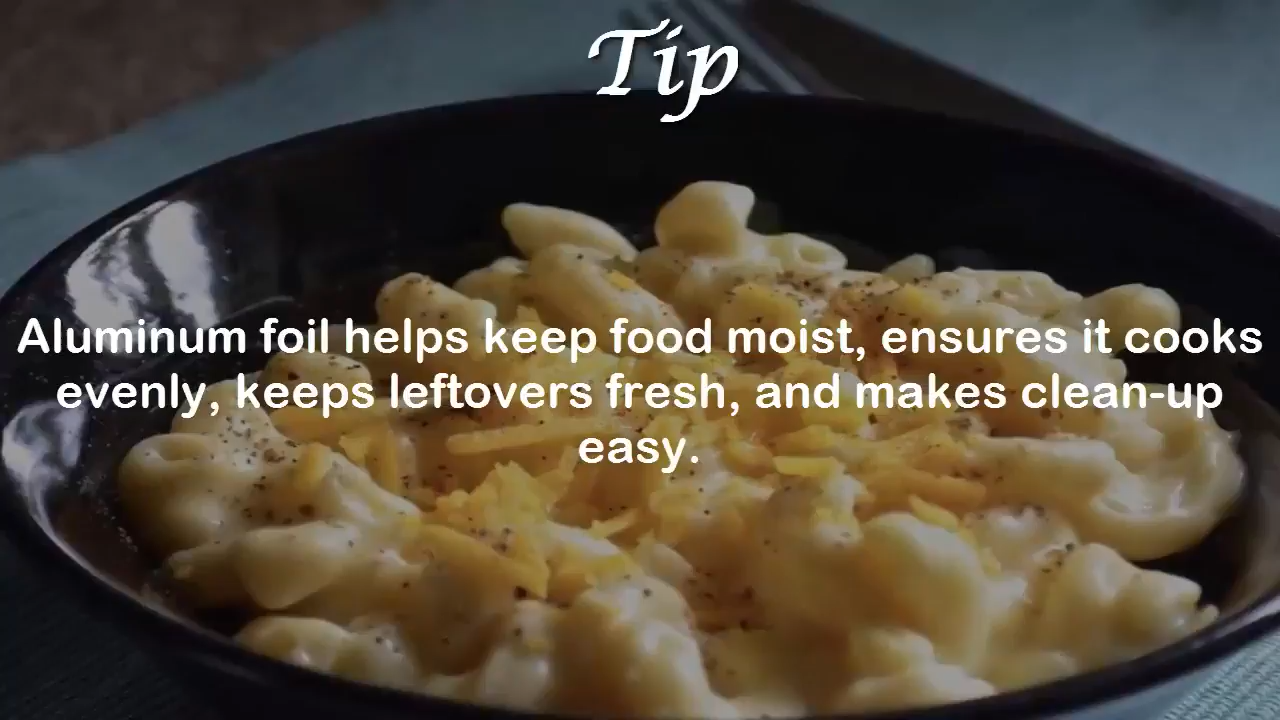 Tip
Aluminum foil helps keep food moist, ensures it cooks
evenly, keeps leftovers fresh, and makes clean-up
easy.